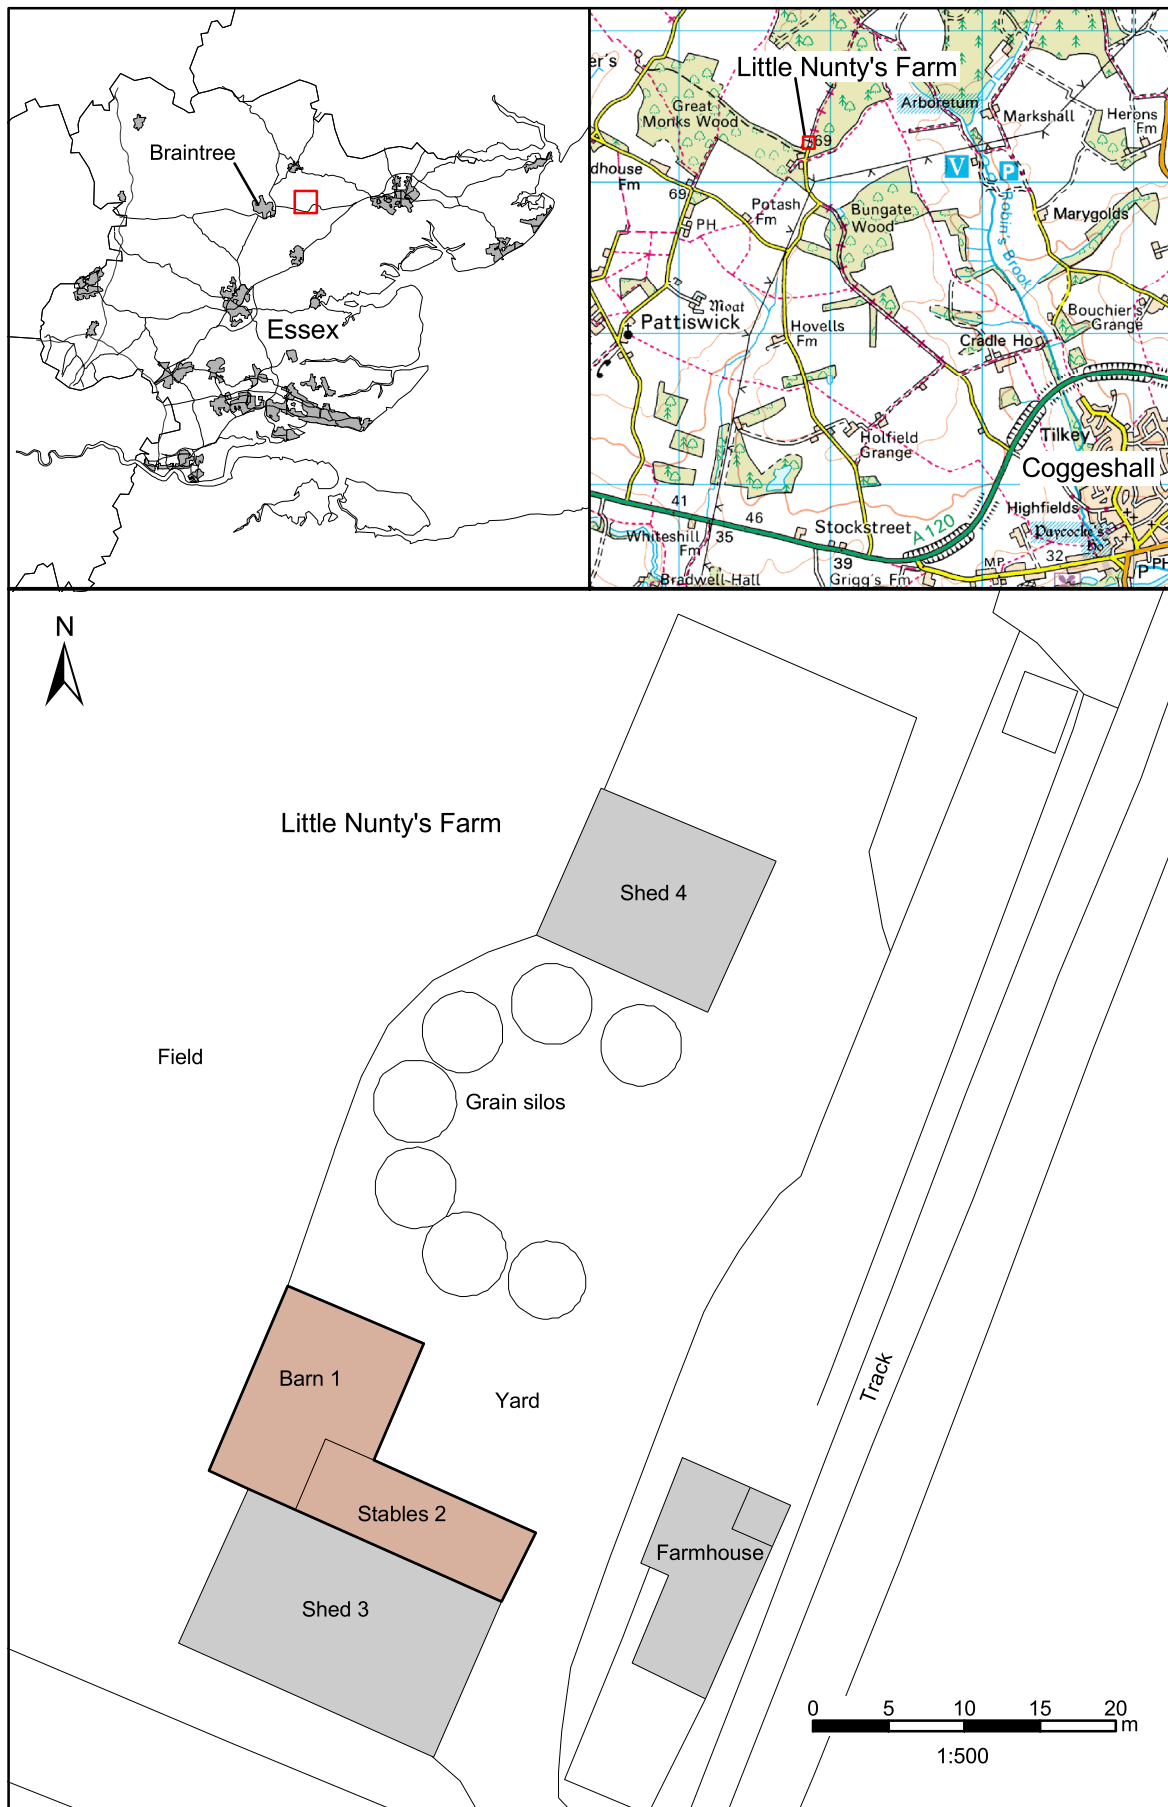 Braintree
Essex
Little Nunty's Farm
er's
Great
Monks Wood
69
Arboretum
Markshall
Herons
Fm
dhouse
Fm
69
PH
Potash
Fm
Bungate
Wood
V
P
Robin's Brook
Marygolds
Moat
Pattiswick
Hovells
Fm
Bouchier's
Grange
Cradle Ho
Holfield
Grange
Tilkey
Coggeshall
41
46
35
Stockstreet
A 120
Highfields
Paycocke's
Ho
Whiteshill
Fm
39
MP
32
P
PH
Bradwell-Hall
Grigg's Fm
N
Little Nunty's Farm
Shed 4
Field
Grain silos
Barn 1
Yard
Track
Stables 2
Farmhouse
Shed 3
0 5 10 15 20
m
1:500